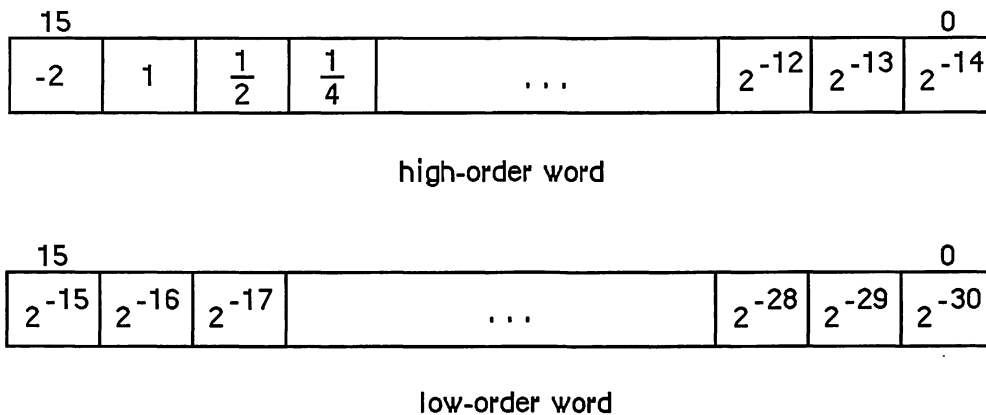 15 0
-2 1 1/2 1/4 ... 2^-12 2^-13 2^-14
high-order word
15 0
2^-15 2^-16 2^-17 ... 2^-28 2^-29 2^-30
low-order word